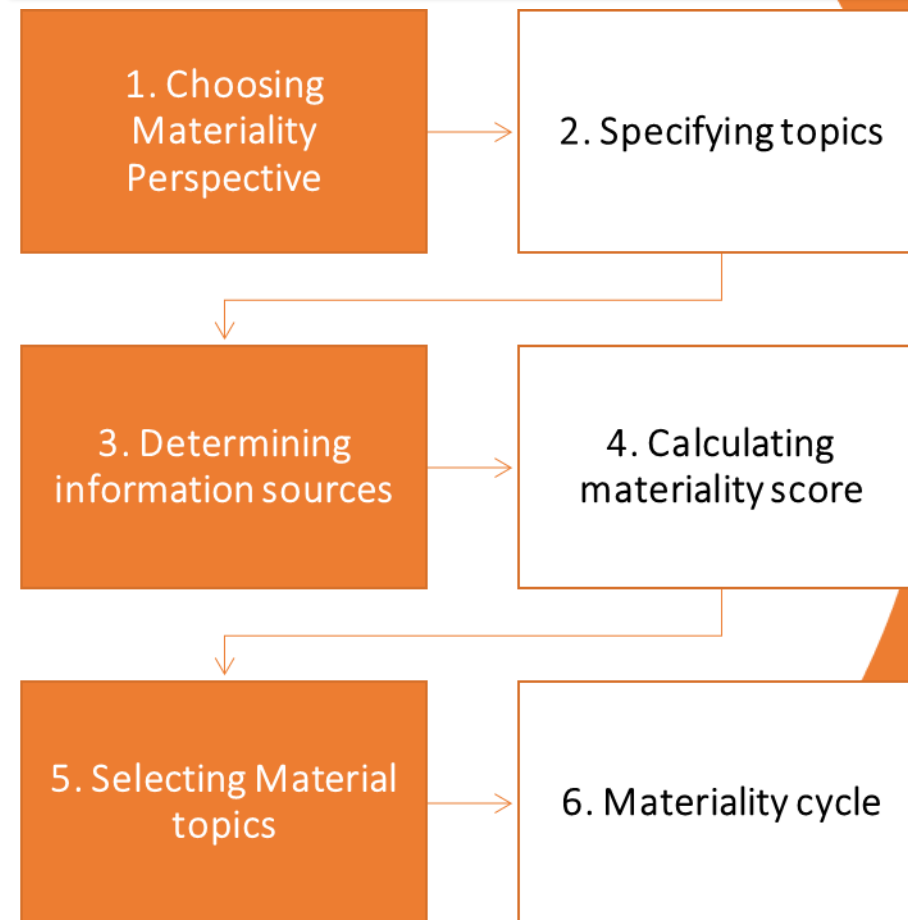 1. Choosing
Materiality
Perspective
2. Specifying topics
3. Determining
information sources
4. Calculating
materiality score
5. Selecting Material
topics
6. Materiality cycle